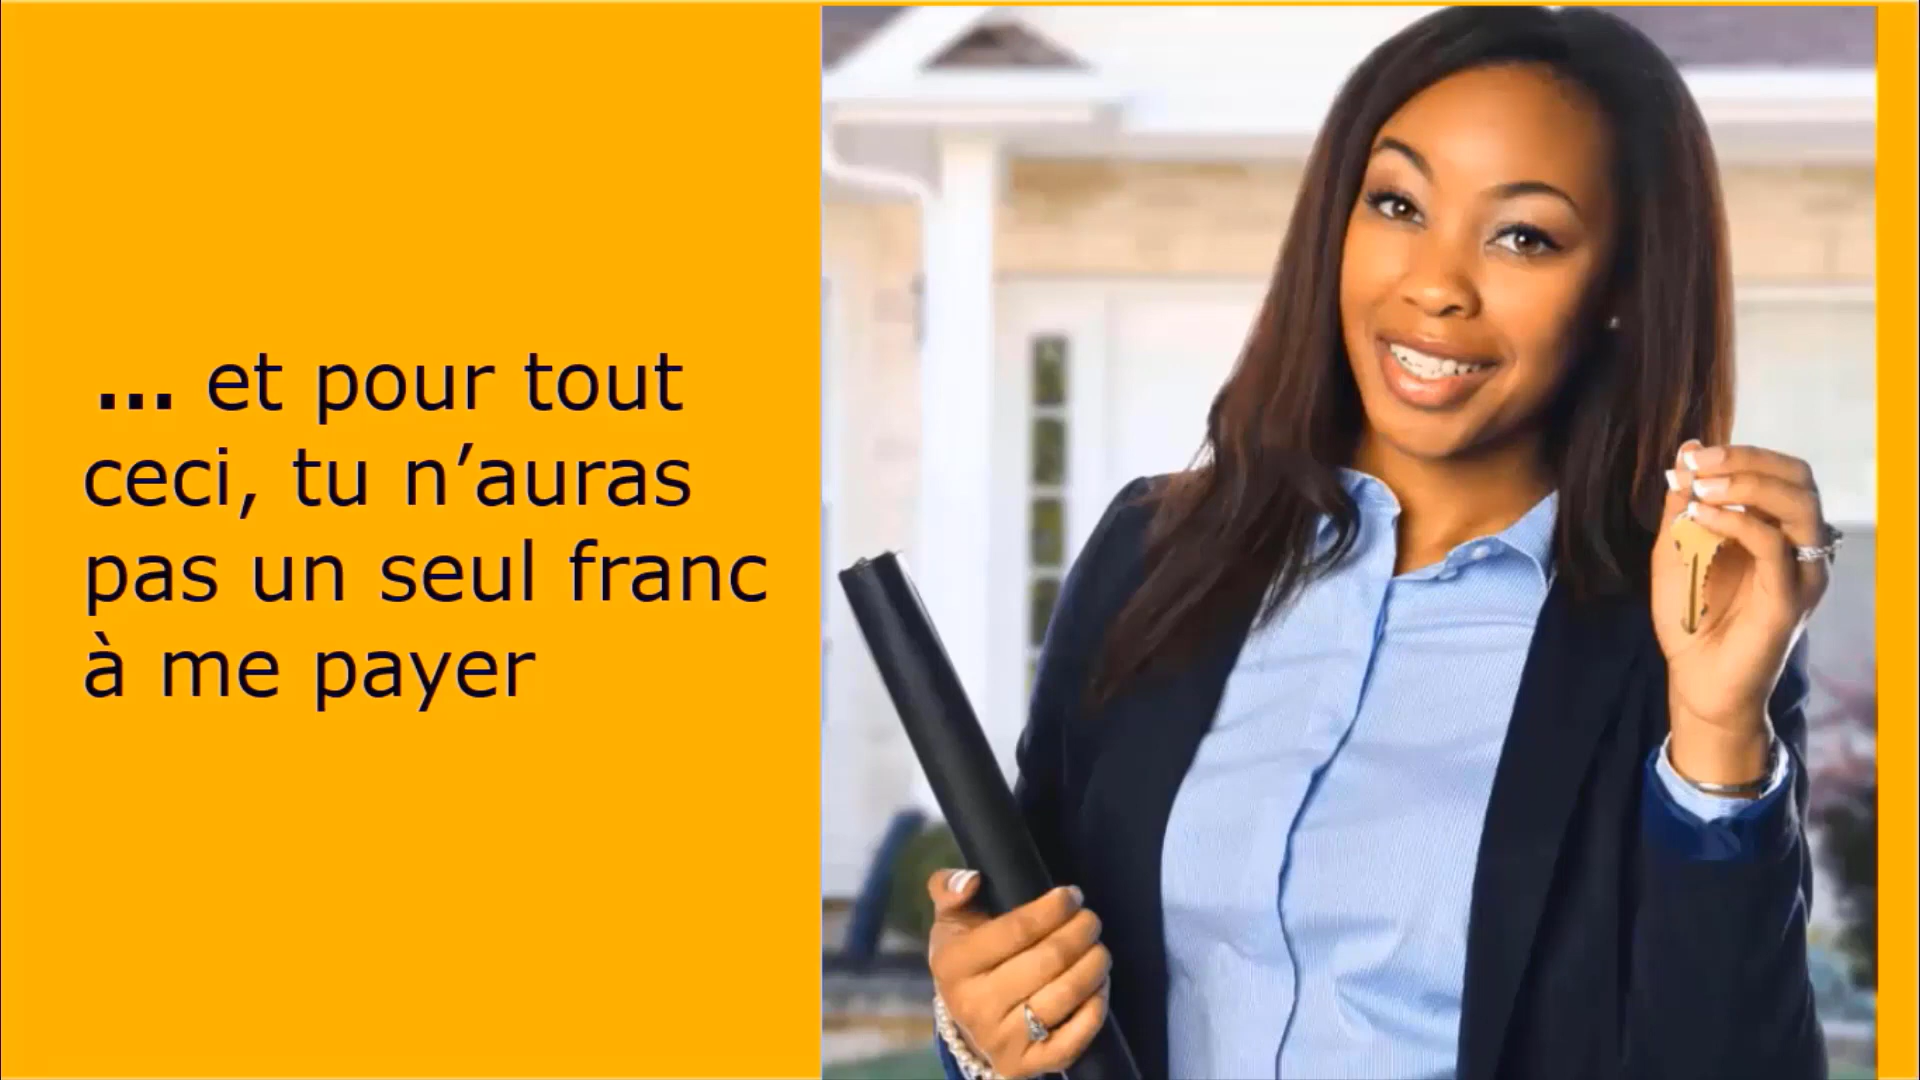 ... et pour tout
ceci, tu n’auras
pas un seul franc
à me payer